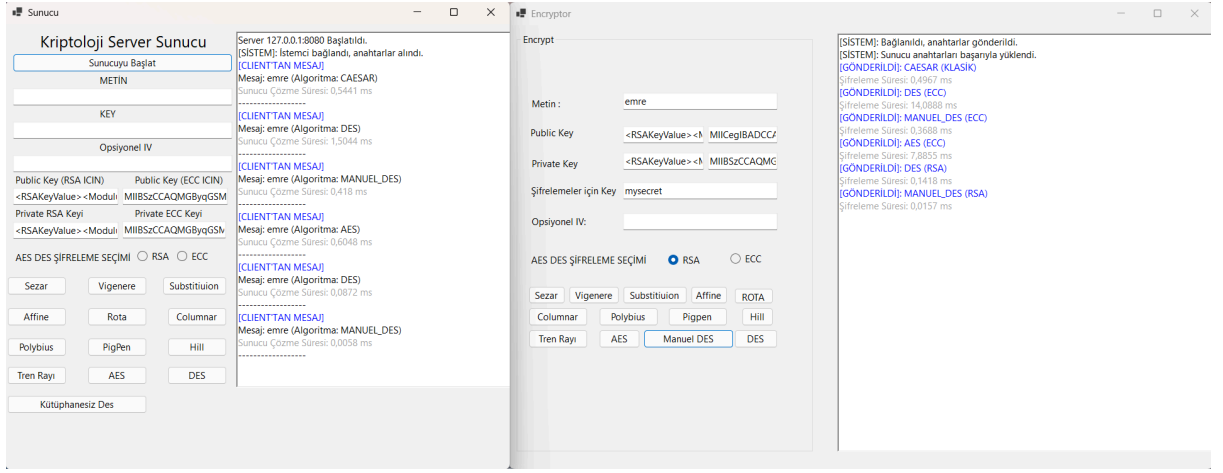 Sunucu
Kriptoloji Server Sunucu
Sunucuyu Başlat
METİN
KEY
Opsiyonel IV
Public Key (RSA ICIN) Public Key (ECC ICIN)
<RSAKeyValue><Modulı MIIBSzCCAQMGByqGSM
Private RSA Keyi Private ECC Keyi
<RSAKeyValue><Modulı MIIBSzCCAQMGByqGSM
AES DES ŞİFRELEME SEÇİMİ RSA ECC
Sezar Vigenere Substitiuion
Affine Rota Columnar
Polybius PigPen Hill
Tren Rayı AES DES
Kütüphanesiz Des
Server 127.0.0.1:8080 Başlatıldı.
[SİSTEM]: İstemci bağlandı, anahtarlar alındı.
[CLIENT'TAN MESAJ]
Mesaj: emre (Algoritma: CAESAR)
Sunucu Çözme Süresi: 0,5441 ms
------------------
[CLIENT'TAN MESAJ]
Mesaj: emre (Algoritma: DES)
Sunucu Çözme Süresi: 1,5044 ms
------------------
[CLIENT'TAN MESAJ]
Mesaj: emre (Algoritma: MANUEL_DES)
Sunucu Çözme Süresi: 0,418 ms
------------------
[CLIENT'TAN MESAJ]
Mesaj: emre (Algoritma: AES)
Sunucu Çözme Süresi: 0,6048 ms
------------------
[CLIENT'TAN MESAJ]
Mesaj: emre (Algoritma: DES)
Sunucu Çözme Süresi: 0,0872 ms
------------------
[CLIENT'TAN MESAJ]
Mesaj: emre (Algoritma: MANUEL_DES)
Sunucu Çözme Süresi: 0,0058 ms
------------------
Encryptor
Encrypt
Metin : emre
Public Key <RSAKeyValue><M MIICegIBADCCA
Private Key <RSAKeyValue><M MIIBSzCCAQMG
Şifrelemeler için Key mysecret
Opsiyonel IV:
AES DES ŞİFRELEME SEÇİMİ RSA ECC
Sezar Vigenere Substitiuion Affine ROTA
Columnar Polybius Pigpen Hill
Tren Rayı AES Manuel DES DES
[SİSTEM]: Bağlanıldı, anahtarlar gönderildi.
[SİSTEM]: Sunucu anahtarları başarıyla yüklendi.
[GÖNDERİLDİ]: CAESAR (KLASİK)
Şifreleme Süresi: 0,4967 ms
[GÖNDERİLDİ]: DES (ECC)
Şifreleme Süresi: 14,0888 ms
[GÖNDERİLDİ]: MANUEL_DES (ECC)
Şifreleme Süresi: 0,3688 ms
[GÖNDERİLDİ]: AES (ECC)
Şifreleme Süresi: 7,8855 ms
[GÖNDERİLDİ]: DES (RSA)
Şifreleme Süresi: 0,1418 ms
[GÖNDERİLDİ]: MANUEL_DES (RSA)
Şifreleme Süresi: 0,0157 ms